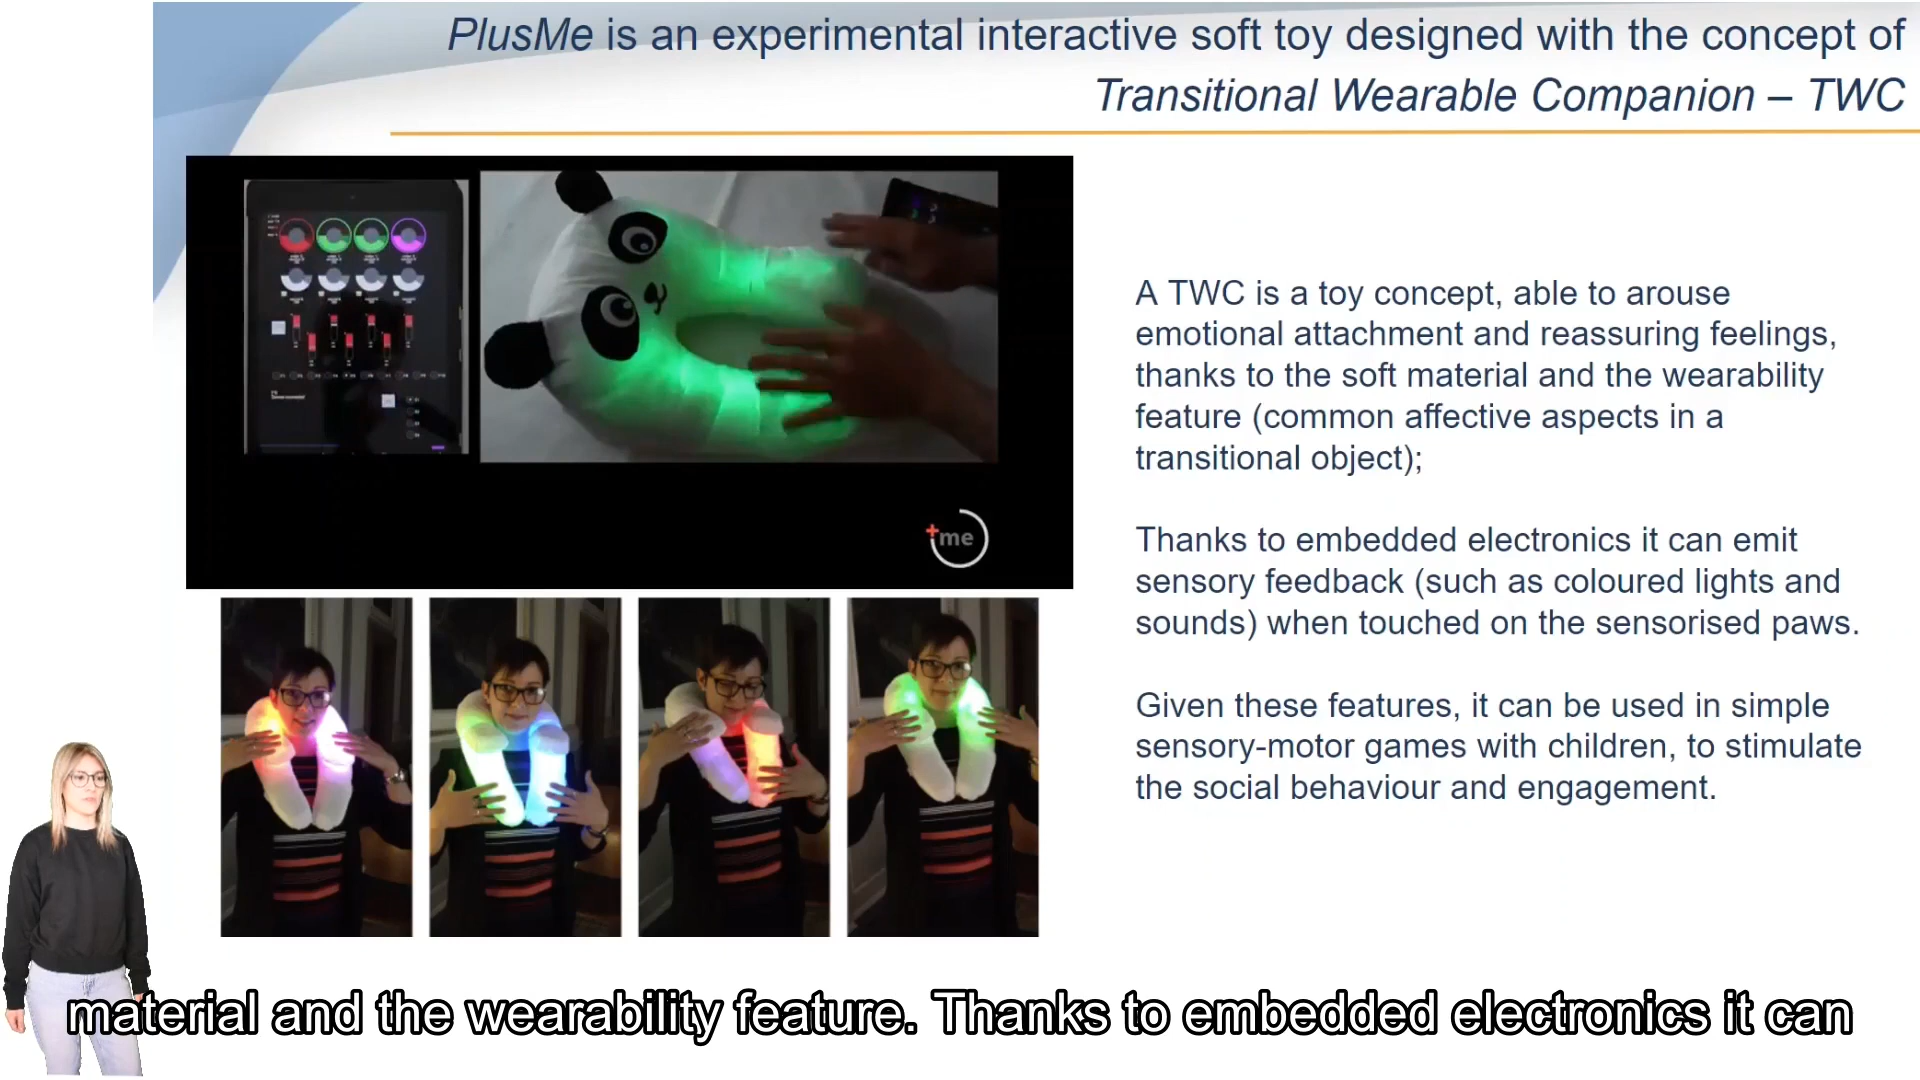 PlusMe is an experimental interactive soft toy designed with the concept of
Transitional Wearable Companion – TWC
+me
A TWC is a toy concept, able to arouse
emotional attachment and reassuring feelings,
thanks to the soft material and the wearability
feature (common affective aspects in a
transitional object);
Thanks to embedded electronics it can emit
sensory feedback (such as coloured lights and
sounds) when touched on the sensorised paws.
Given these features, it can be used in simple
sensory-motor games with children, to stimulate
the social behaviour and engagement.
material and the wearability feature. Thanks to embedded electronics it can